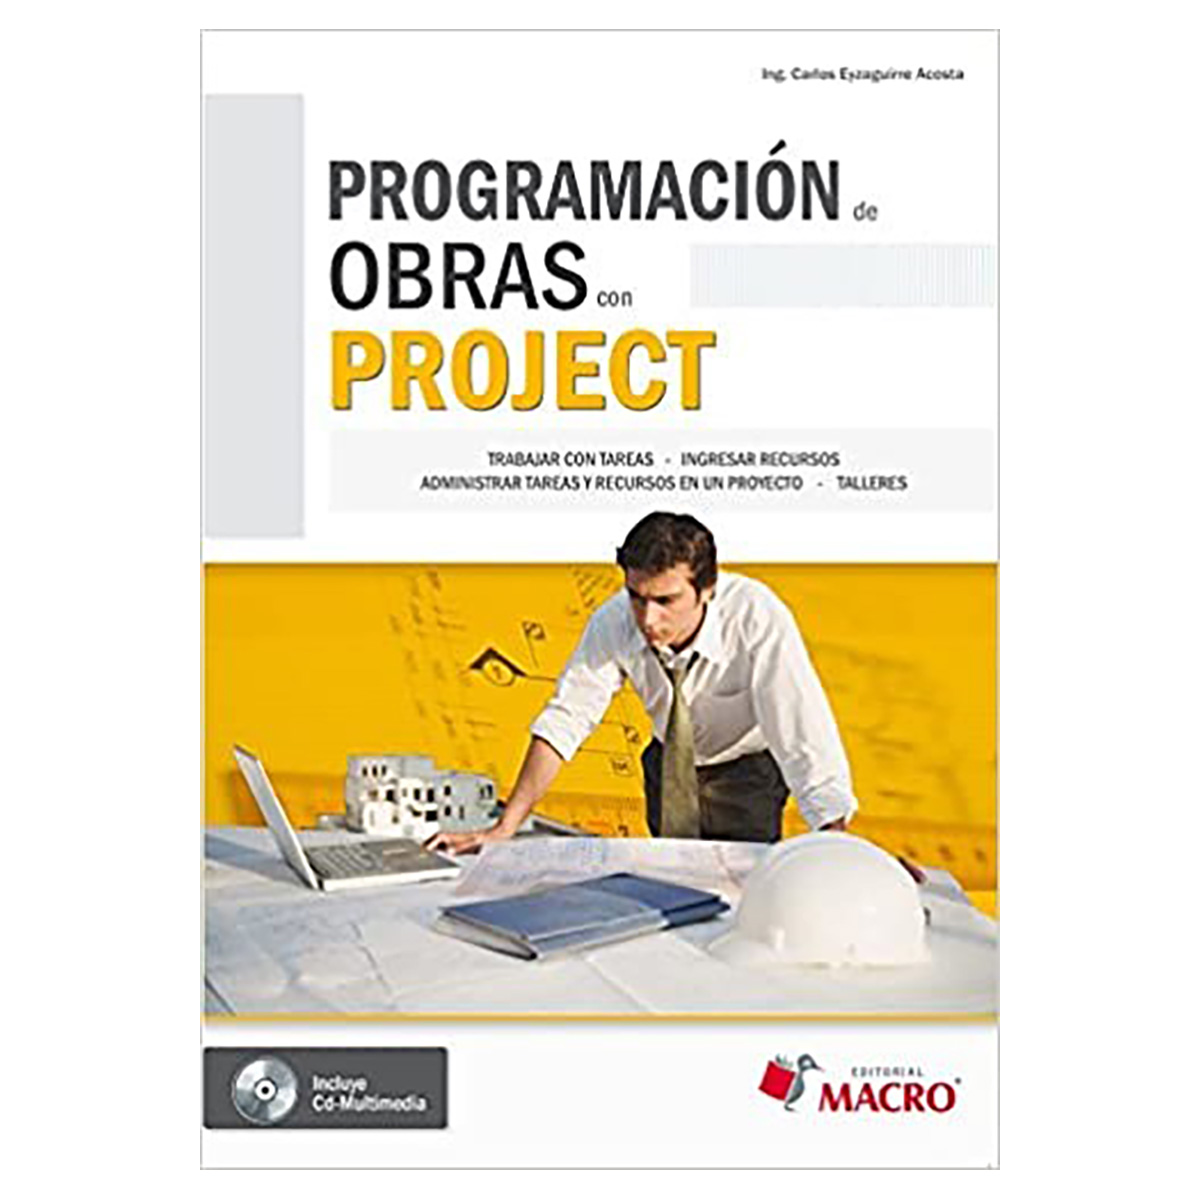 Ing. Carlos Eyzaguirre Acosta
PROGRAMACIÓN de
OBRAS con
PROJECT
TRABAJAR CON TAREAS - INGRESAR RECURSOS
ADMINISTRAR TAREAS Y RECURSOS EN UN PROYECTO - TALLERES
Incluye
Cd-Multimedia
EDITORIAL
MACRO®